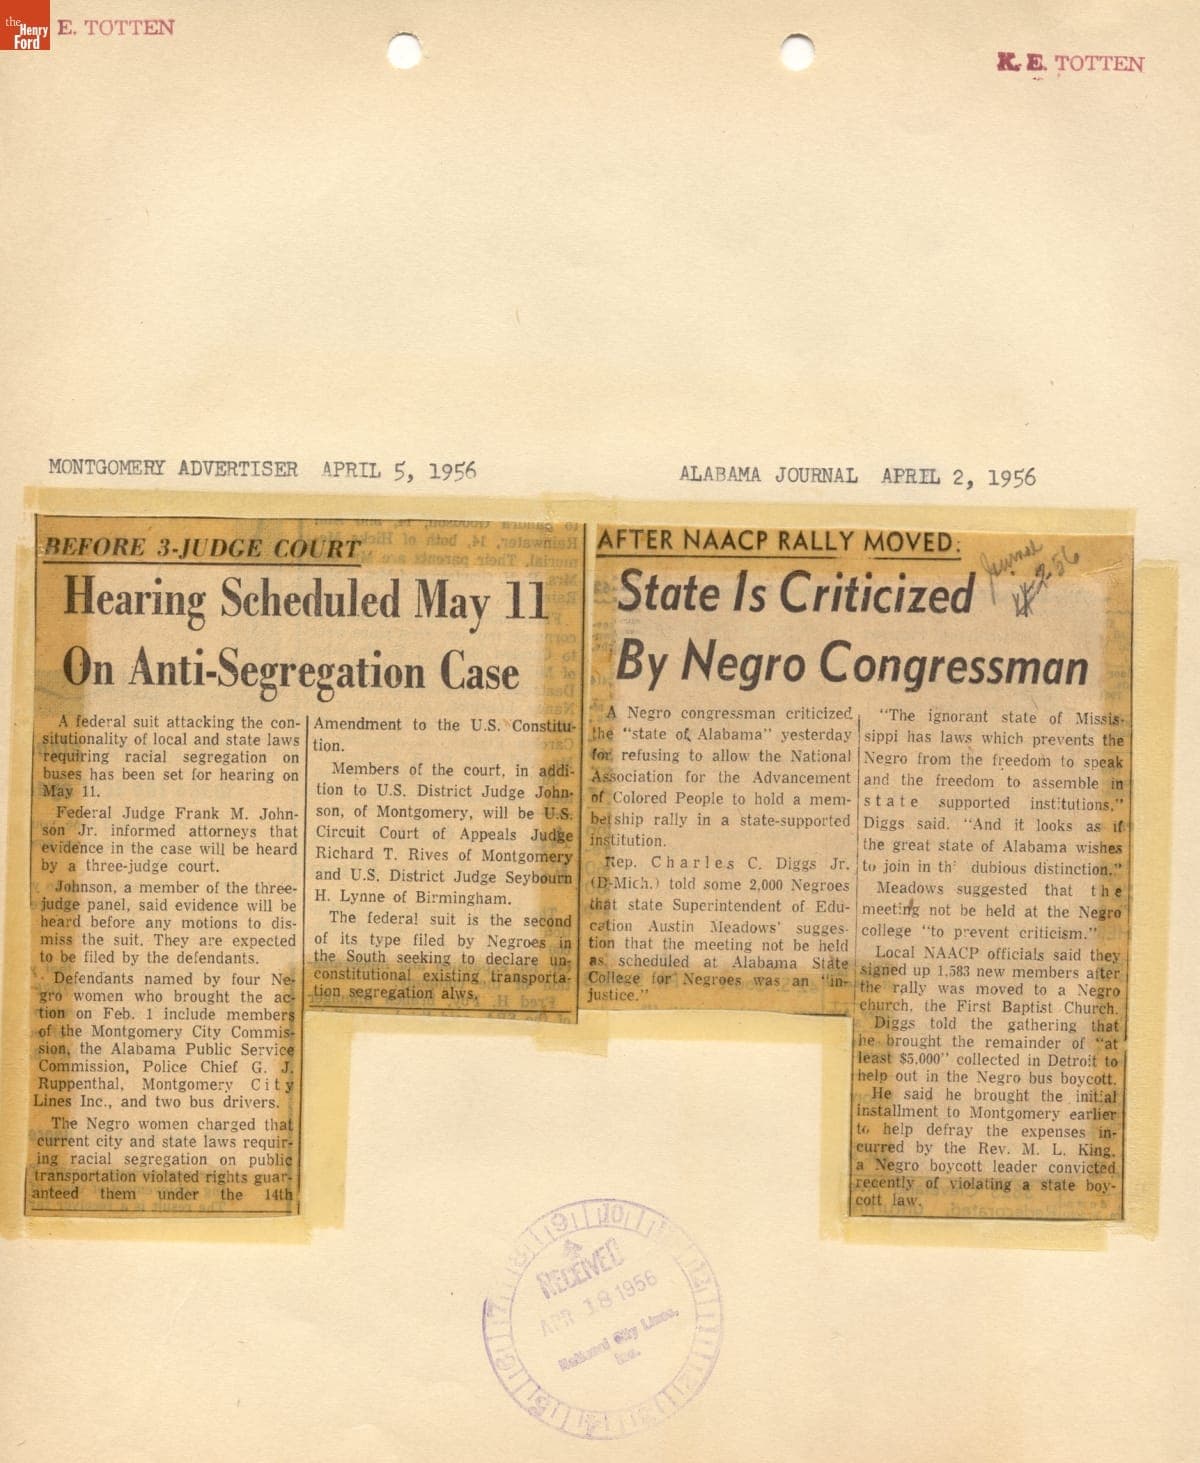 the
Henry
Ford
E. TOTTEN
K. E. TOTTEN
MONTGOMERY ADVERTISER APRIL 5, 1956
BEFORE 3-JUDGE COURT
Hearing Scheduled May 11
On Anti-Segregation Case
A federal suit attacking the con-
stitutionality of local and state laws
requiring racial segregation on
buses has been set for hearing on
May 11.
Federal Judge Frank M. John-
son Jr. informed attorneys that
evidence in the case will be heard
by a three-judge court.
Johnson, a member of the three-
judge panel, said evidence will be
heard before any motions to dis-
miss the suit. They are expected
to be filed by the defendants.
Defendants named by four Ne-
gro women who brought the ac-
tion on Feb. 1 include members
of the Montgomery City Commis-
sion, the Alabama Public Service
Commission, Police Chief G. J.
Ruppenthal, Montgomery City
Lines Inc., and two bus drivers.
The Negro women charged that
current city and state laws requir-
ing racial segregation on public
transportation violated rights guar-
anteed them under the 14th
Amendment to the U.S. Constitu-
tion.
Members of the court, in addi-
tion to U.S. District Judge John-
son, of Montgomery, will be U.S.
Circuit Court of Appeals Judge
Richard T. Rives of Montgomery
and U.S. District Judge Seybourn
H. Lynne of Birmingham.
The federal suit is the second
of its type filed by Negroes in
the South seeking to declare un-
constitutional existing transporta-
tion segregation alws.
ALABAMA JOURNAL APRIL 2, 1956
AFTER NAACP RALLY MOVED:
Journal
4-2-56
State Is Criticized
By Negro Congressman
A Negro congressman criticized
the "state of Alabama" yesterday
for refusing to allow the National
Association for the Advancement
of Colored People to hold a mem-
betship rally in a state-supported
institution.
Rep. Charles C. Diggs Jr.
(D-Mich.) told some 2,000 Negroes
that state Superintendent of Edu-
cation Austin Meadows' sugges-
tion that the meeting not be held
as scheduled at Alabama State
College for Negroes was an "in-
justice."
"The ignorant state of Missis-
sippi has laws which prevents the
Negro from the freedom to speak
and the freedom to assemble in
state supported institutions,"
Diggs said. "And it looks as if
the great state of Alabama wishes
to join in th dubious distinction."
Meadows suggested that the
meeting not be held at the Negro
college "to prevent criticism."
Local NAACP officials said they
signed up 1,583 new members after
the rally was moved to a Negro
church, the First Baptist Church.
Diggs told the gathering that
he brought the remainder of "at
least $5,000" collected in Detroit to
help out in the Negro bus boycott.
He said he brought the initial
installment to Montgomery earlier
to help defray the expenses in-
curred by the Rev. M. L. King,
a Negro boycott leader convicted
recently of violating a state boy-
cott law.
RECEIVED
APR 18 1956
National City Lines,
Inc.